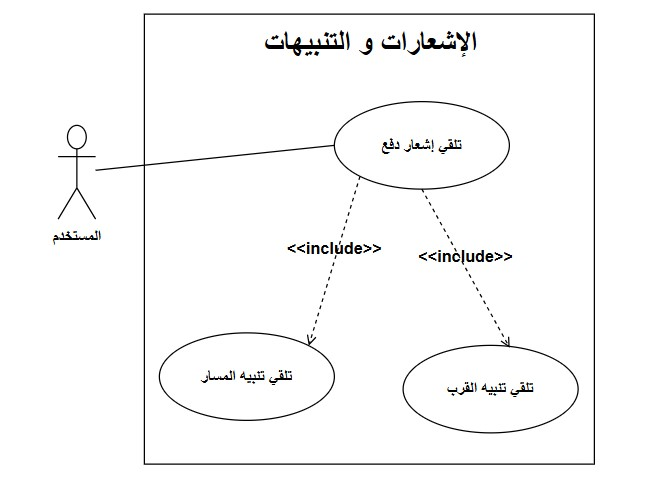 الإشعارات و التنبيهات
تلقي إشعار دفع
المستخدم
<<include>>
<<include>>
تلقي تنبيه المسار
تلقي تنبيه القرب